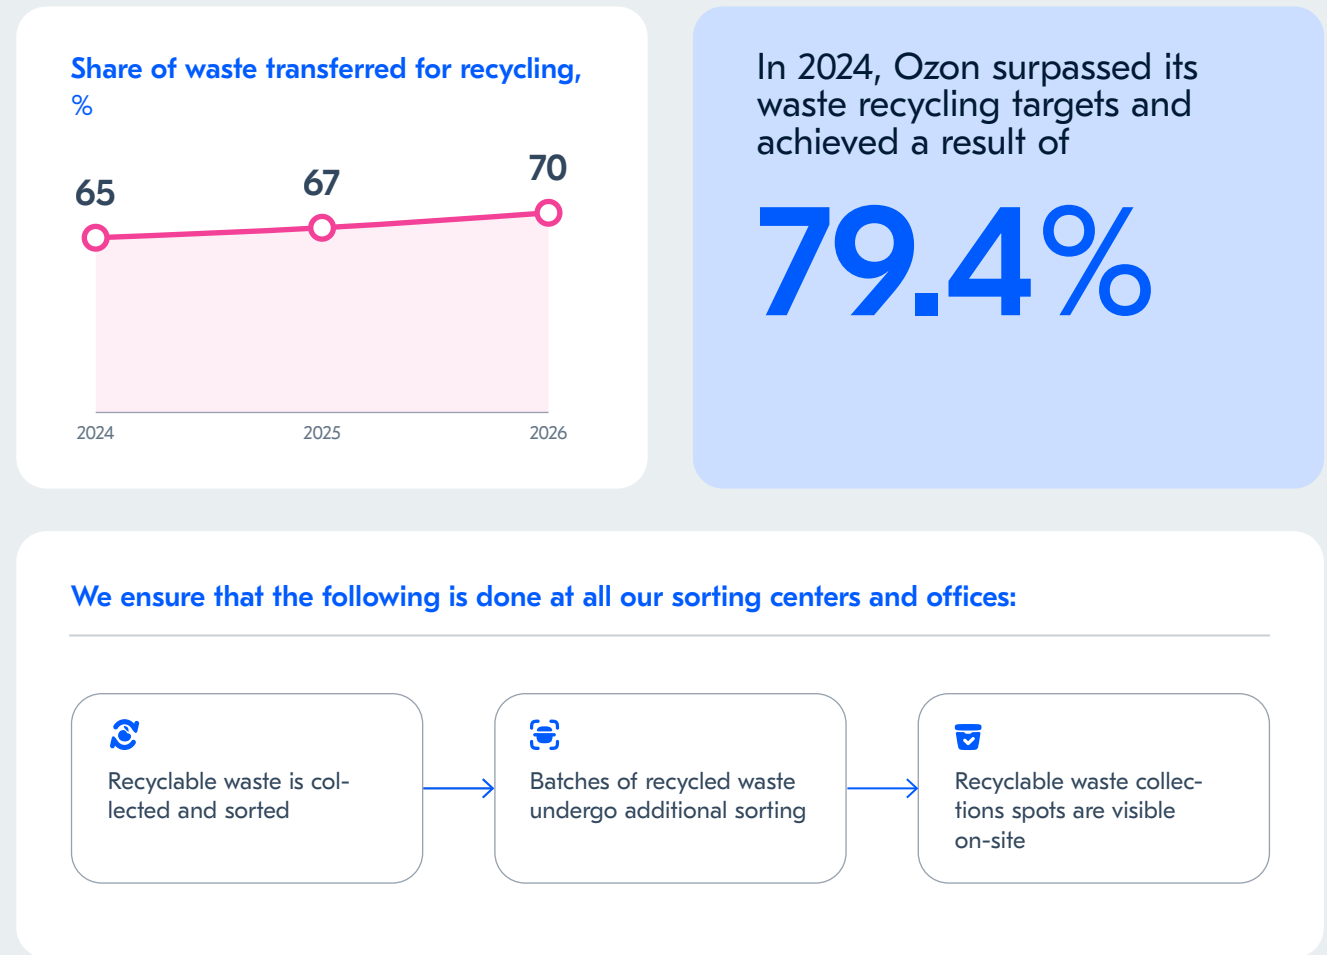 Share of waste transferred for recycling,
%
65
67
70
2024
2025
2026
In 2024, Ozon surpassed its
waste recycling targets and
achieved a result of
79.4%
We ensure that the following is done at all our sorting centers and offices:
Recyclable waste is col-
lected and sorted
Batches of recycled waste
undergo additional sorting
Recyclable waste collec-
tions spots are visible
on-site